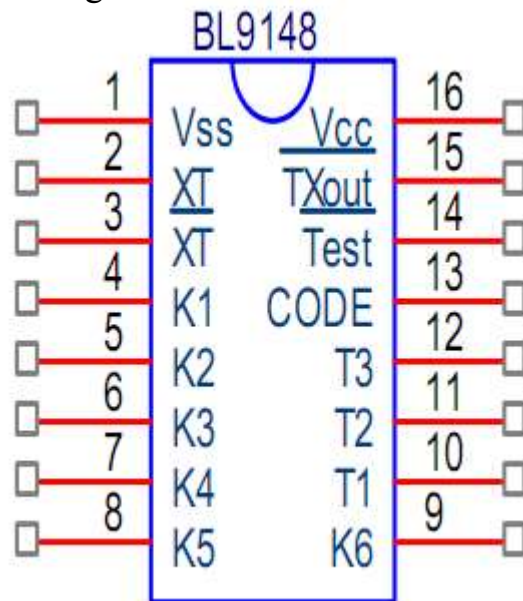 BL9148
1 Vss Vcc 16
2 XT TXout 15
3 XT Test 14
4 K1 CODE 13
5 K2 T3 12
6 K3 T2 11
7 K4 T1 10
8 K5 K6 9